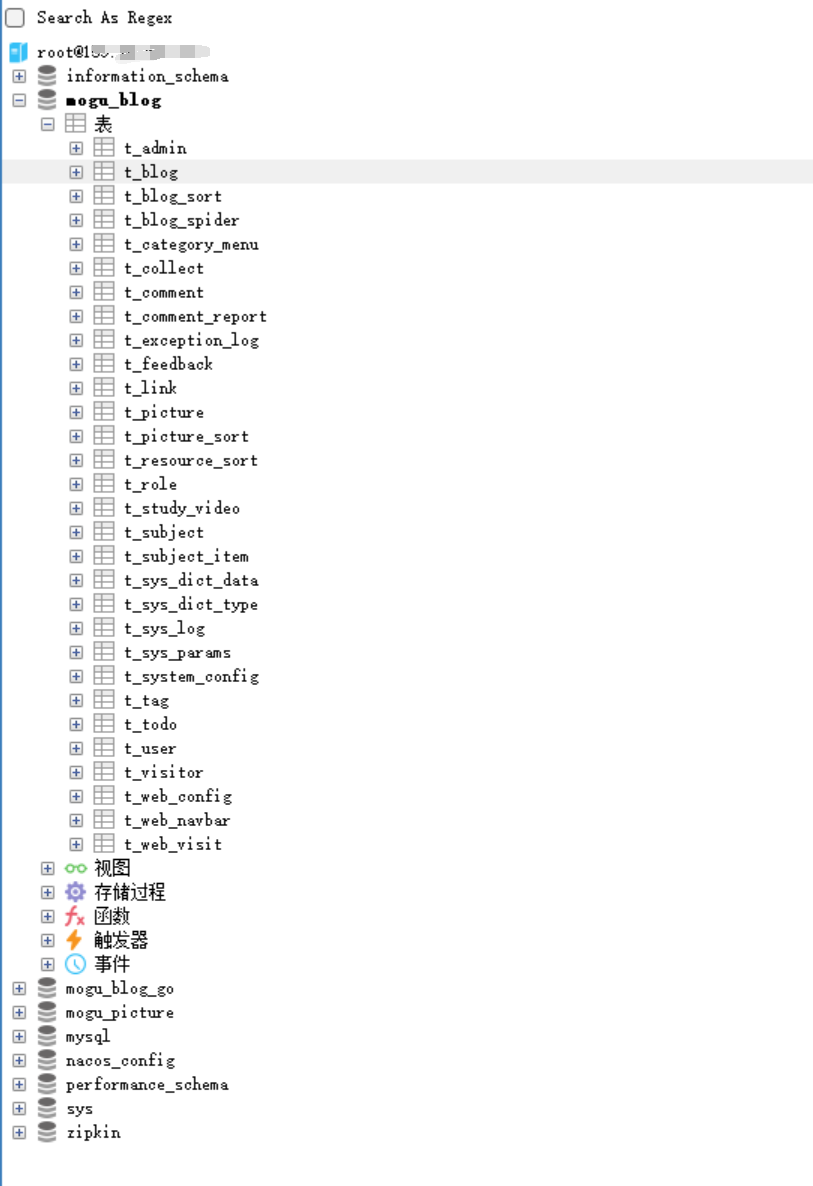 Search As Regex
root@1
information_schema
mogu_blog
表
t_admin
t_blog
t_blog_sort
t_blog_spider
t_category_menu
t_collect
t_comment
t_comment_report
t_exception_log
t_feedback
t_link
t_picture
t_picture_sort
t_resource_sort
t_role
t_study_video
t_subject
t_subject_item
t_sys_dict_data
t_sys_dict_type
t_sys_log
t_sys_params
t_system_config
t_tag
t_todo
t_user
t_visitor
t_web_config
t_web_navbar
t_web_visit
视图
存储过程
函数
触发器
事件
mogu_blog_go
mogu_picture
mysql
nacos_config
performance_schema
sys
zipkin